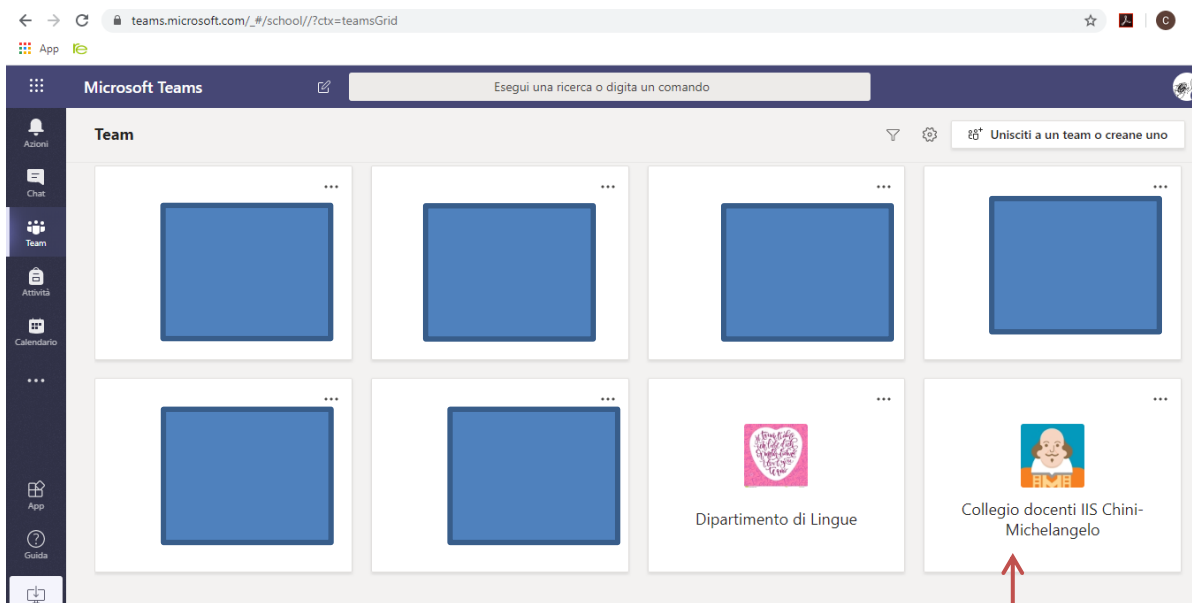 teams.microsoft.com/_#/school//?ctx=teamsGrid
C
App
Microsoft Teams
Esegui una ricerca o digita un comando
Azioni
Chat
Team
Attività
Calendario
App
Guida
Team
Unisciti a un team o creane uno
Dipartimento di Lingue
Collegio docenti IIS Chini-
Michelangelo